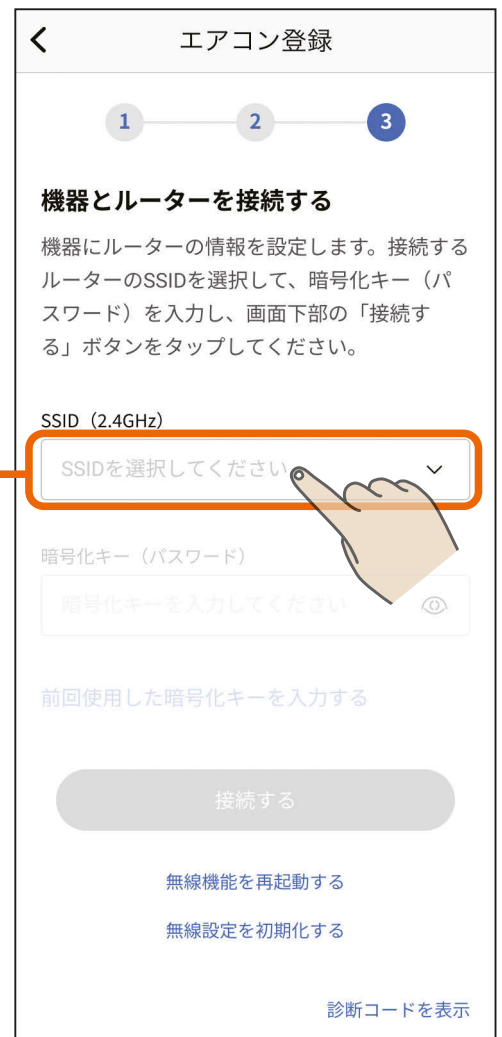 エアコン登録
1 2 3
機器とルーターを接続する
機器にルーターの情報を設定します。接続する
ルーターのSSIDを選択して、暗号化キー（パ
スワード）を入力し、画面下部の「接続す
る」ボタンをタップしてください。
SSID（2.4GHz）
SSIDを選択してください
暗号化キー（パスワード）
暗号化キーを入力してください
前回使用した暗号化キーを入力する
接続する
無線機能を再起動する
無線設定を初期化する
診断コードを表示